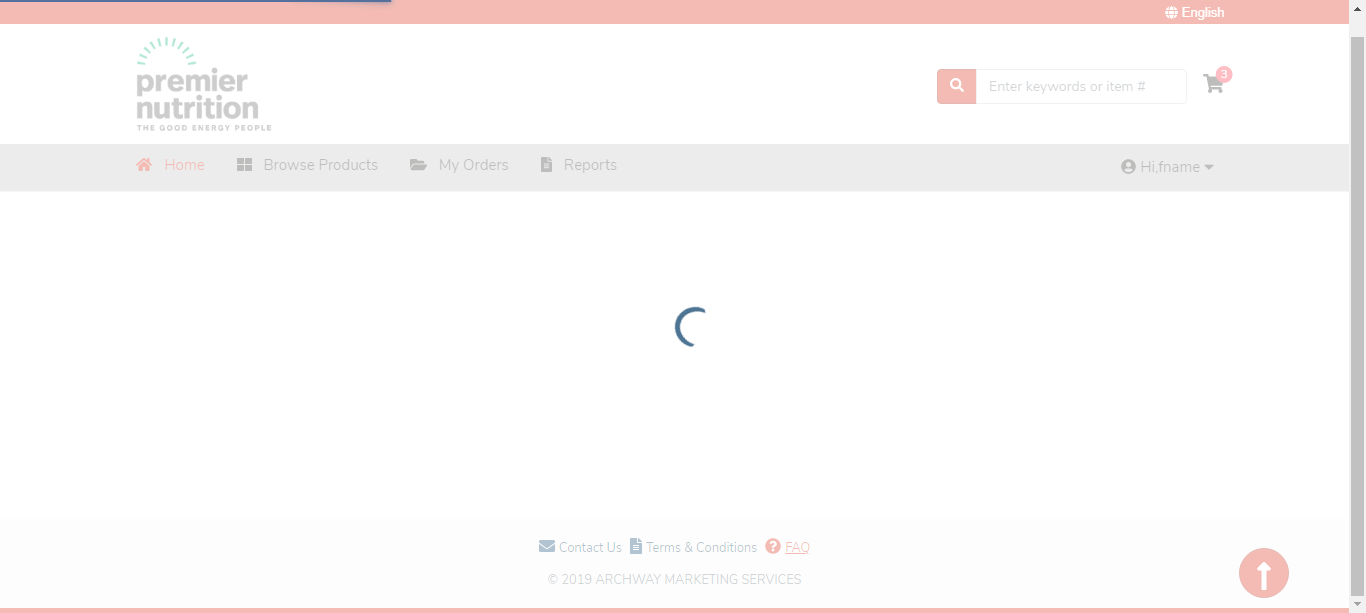 English
premier
nutrition
THE GOOD ENERGY PEOPLE
Enter keywords or item #
3
Home
Browse Products
My Orders
Reports
Hi,fname
Contact Us
Terms & Conditions
FAQ
© 2019 ARCHWAY MARKETING SERVICES